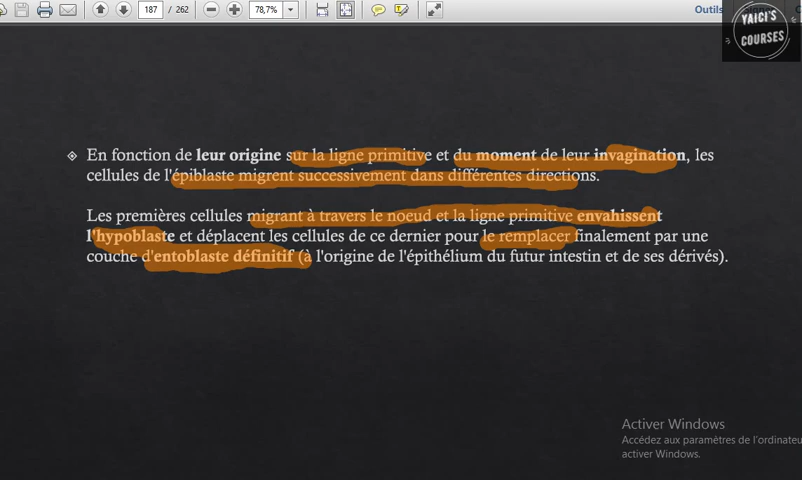 187 / 262 78,7% Outils
YAICI'S
COURSES
En fonction de leur origine sur la ligne primitive et du moment de leur invagination, les
cellules de l'épiblaste migrent successivement dans différentes directions.
Les premières cellules migrant à travers le noeud et la ligne primitive envahissent
l'hypoblaste et déplacent les cellules de ce dernier pour le remplacer finalement par une
couche d'entoblaste définitif (à l'origine de l'épithélium du futur intestin et de ses dérivés).
Activer Windows
Accédez aux paramètres de l'ordinateu
activer Windows.